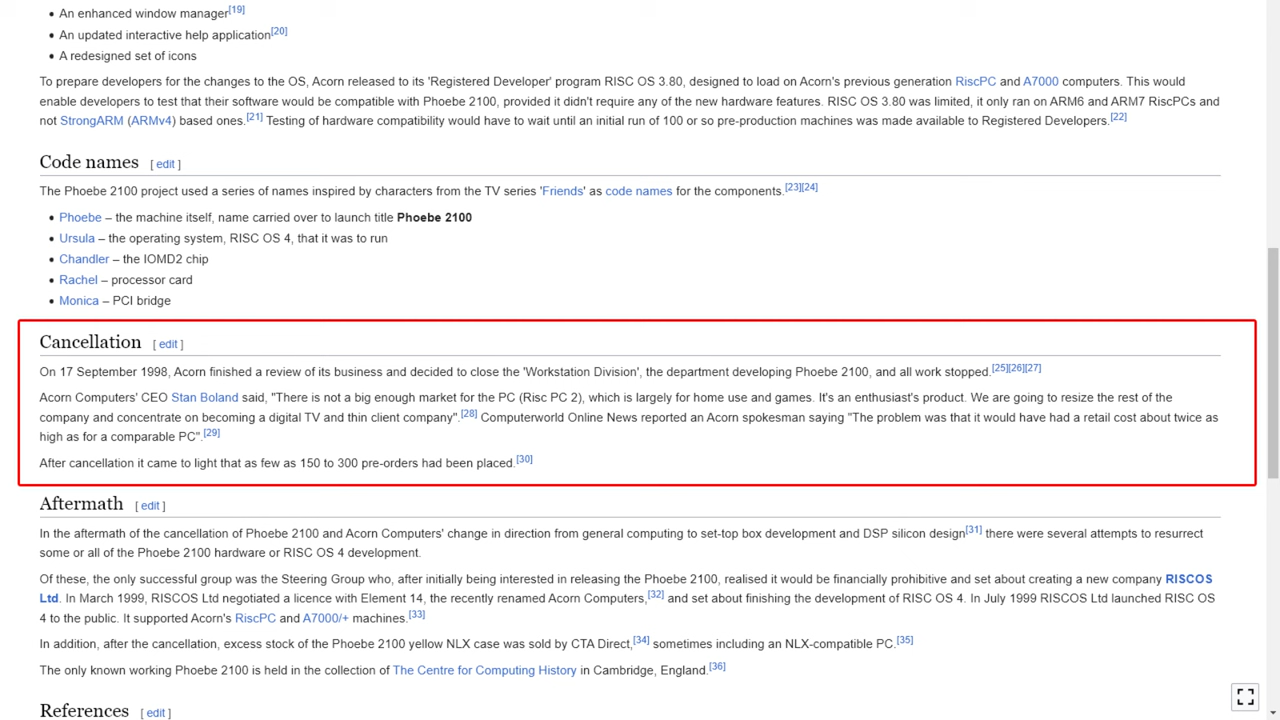 An enhanced window manager[19]
An updated interactive help application[20]
A redesigned set of icons
To prepare developers for the changes to the OS, Acorn released to its 'Registered Developer' program RISC OS 3.80, designed to load on Acorn's previous generation RiscPC and A7000 computers. This would
enable developers to test that their software would be compatible with Phoebe 2100, provided it didn't require any of the new hardware features. RISC OS 3.80 was limited, it only ran on ARM6 and ARM7 RiscPCs and
not StrongARM (ARMv4) based ones.[21] Testing of hardware compatibility would have to wait until an initial run of 100 or so pre-production machines was made available to Registered Developers.[22]
Code names [ edit ]
The Phoebe 2100 project used a series of names inspired by characters from the TV series 'Friends' as code names for the components.[23][24]
Phoebe – the machine itself, name carried over to launch title Phoebe 2100
Ursula – the operating system, RISC OS 4, that it was to run
Chandler – the IOMD2 chip
Rachel – processor card
Monica – PCI bridge
Cancellation [ edit ]
On 17 September 1998, Acorn finished a review of its business and decided to close the 'Workstation Division', the department developing Phoebe 2100, and all work stopped.[25][26][27]
Acorn Computers' CEO Stan Boland said, "There is not a big enough market for the PC (Risc PC 2), which is largely for home use and games. It's an enthusiast's product. We are going to resize the rest of the
company and concentrate on becoming a digital TV and thin client company".[28] Computerworld Online News reported an Acorn spokesman saying "The problem was that it would have had a retail cost about twice as
high as for a comparable PC".[29]
After cancellation it came to light that as few as 150 to 300 pre-orders had been placed.[30]
Aftermath [ edit ]
In the aftermath of the cancellation of Phoebe 2100 and Acorn Computers' change in direction from general computing to set-top box development and DSP silicon design[31] there were several attempts to resurrect
some or all of the Phoebe 2100 hardware or RISC OS 4 development.
Of these, the only successful group was the Steering Group who, after initially being interested in releasing the Phoebe 2100, realised it would be financially prohibitive and set about creating a new company RISCOS
Ltd. In March 1999, RISCOS Ltd negotiated a licence with Element 14, the recently renamed Acorn Computers,[32] and set about finishing the development of RISC OS 4. In July 1999 RISCOS Ltd launched RISC OS
4 to the public. It supported Acorn's RiscPC and A7000/+ machines.[33]
In addition, after the cancellation, excess stock of the Phoebe 2100 yellow NLX case was sold by CTA Direct,[34] sometimes including an NLX-compatible PC.[35]
The only known working Phoebe 2100 is held in the collection of The Centre for Computing History in Cambridge, England.[36]
References [ edit ]